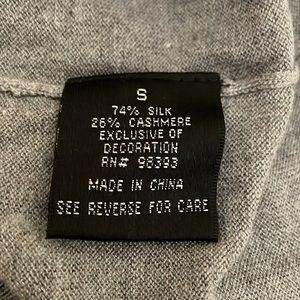 S
74% SILK
26% CASHMERE
EXCLUSIVE OF
DECORATION
RN# 98393
MADE IN CHINA
SEE REVERSE FOR CARE